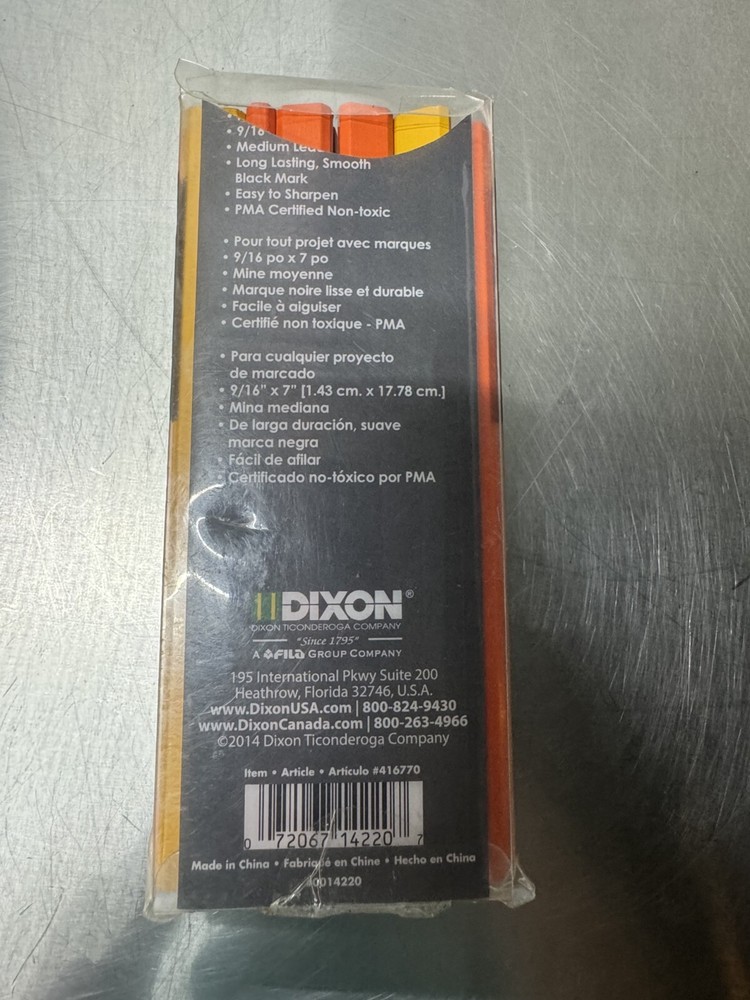 • 9/16
• Medium Lead
• Long Lasting, Smooth
Black Mark
• Easy to Sharpen
• PMA Certified Non-toxic
• Pour tout projet avec marques
• 9/16 po x 7 po
• Mine moyenne
• Marque noire lisse et durable
• Facile à aiguiser
• Certifié non toxique - PMA
• Para cualquier proyecto
de marcado
• 9/16" x 7" [1.43 cm. x 17.78 cm.]
• Mina mediana
• De larga duración, suave
marca negra
• Fácil de afilar
Certificado no-tóxico por PMA
DIXON®
DIXON TICONDEROGA COMPANY
"Since 1795"
A FILA GROUP COMPANY
195 International Pkwy Suite 200
Heathrow, Florida 32746, U.S.A.
www.DixonUSA.com | 800-824-9430
www.DixonCanada.com | 800-263-4966
©2014 Dixon Ticonderoga Company
Item • Article • Articulo #416770
0 72067 14220 7
Made in China • Fabriqué en Chine • Hecho en China
80014220